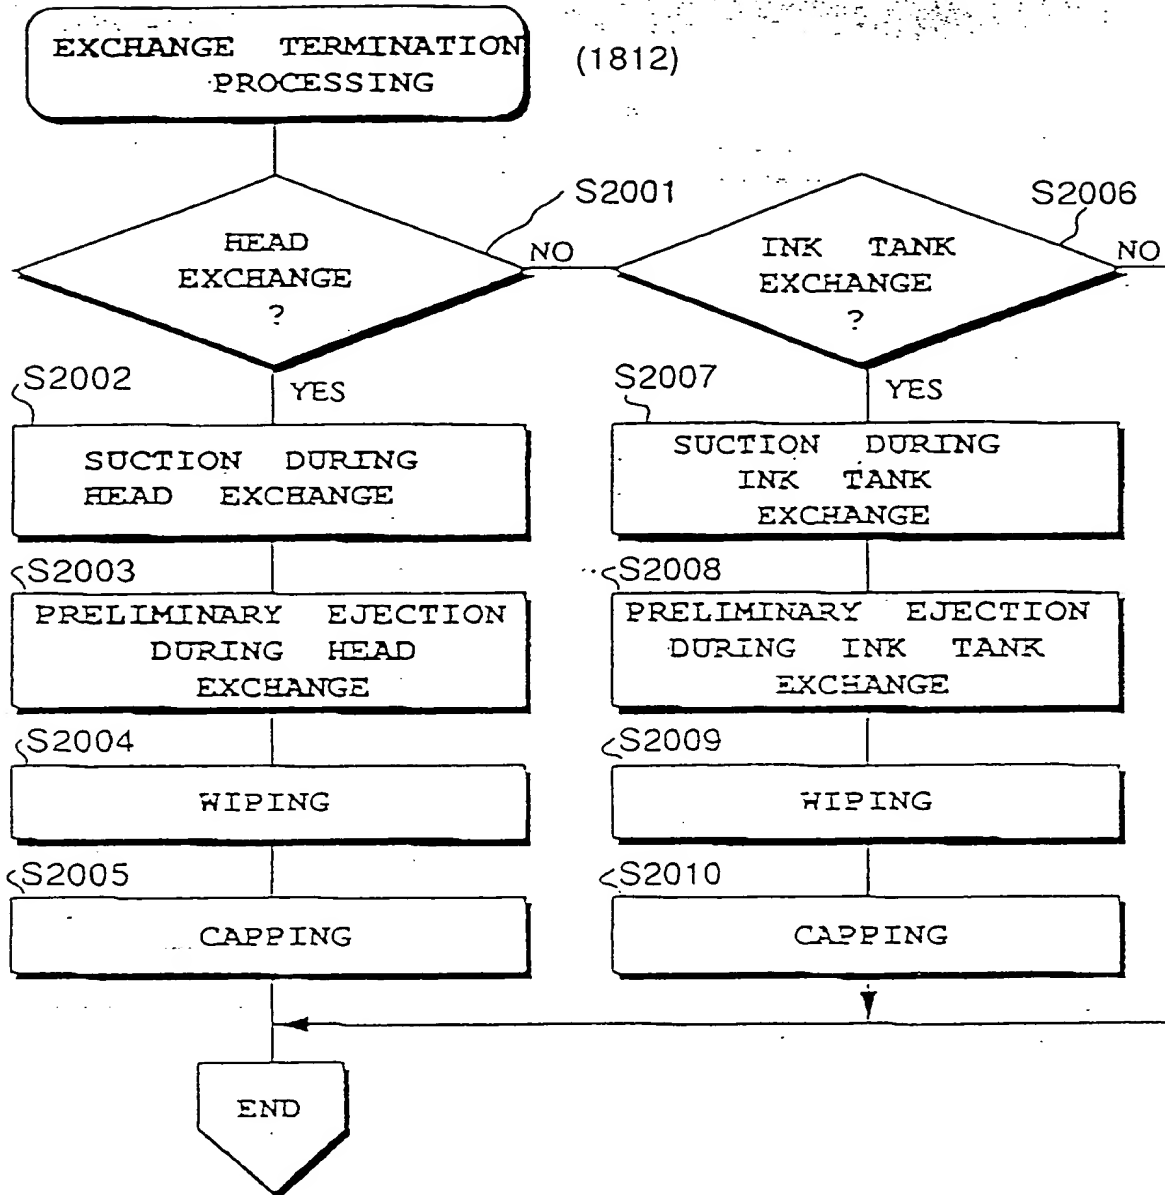 EXCHANGE TERMINATION
PROCESSING
(1812)
S2001
HEAD
EXCHANGE
?
NO
YES
S2002
SUCTION DURING
HEAD EXCHANGE
S2003
PRELIMINARY EJECTION
DURING HEAD
EXCHANGE
S2004
WIPING
S2005
CAPPING
S2006
INK TANK
EXCHANGE
?
NO
YES
S2007
SUCTION DURING
INK TANK
EXCHANGE
S2008
PRELIMINARY EJECTION
DURING INK TANK
EXCHANGE
S2009
WIPING
S2010
CAPPING
END